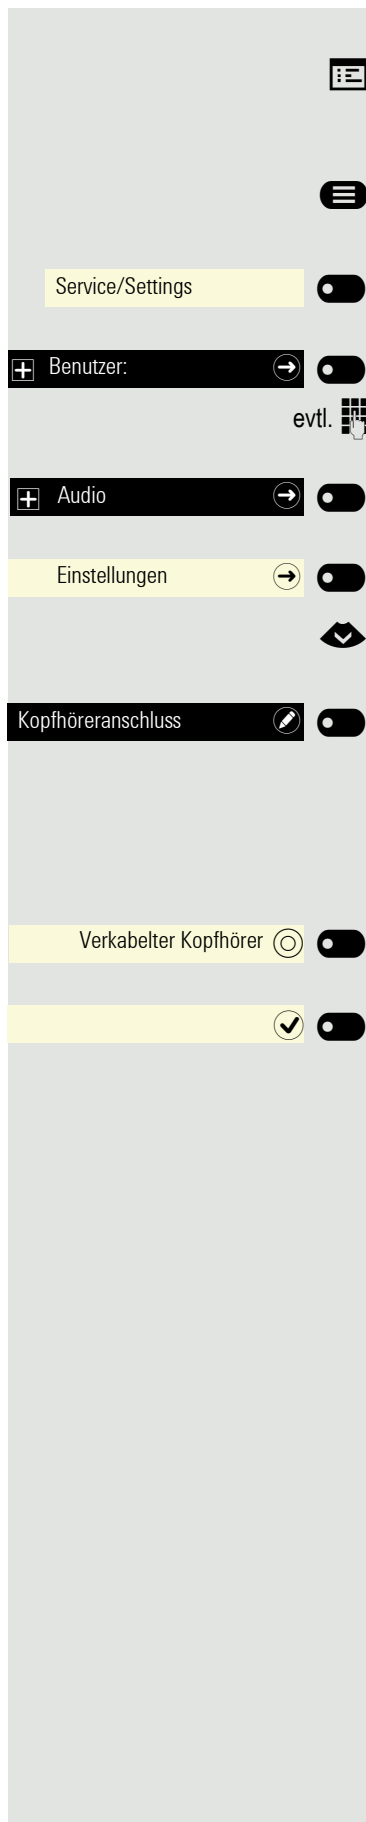 Service/Settings
Benutzer:
evtl.
Audio
Einstellungen
Kopfhöreranschluss
Verkabelter Kopfhörer